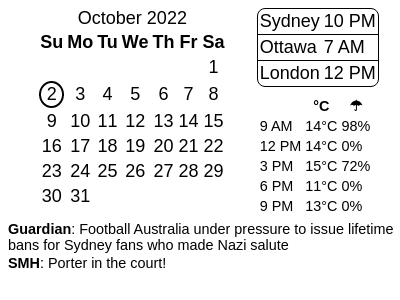 October 2022
Su Mo Tu We Th Fr Sa
1
2 3 4 5 6 7 8
9 10 11 12 13 14 15
16 17 18 19 20 21 22
23 24 25 26 27 28 29
30 31
Sydney 10 PM
Ottawa 7 AM
London 12 PM
°C ☂
9 AM 14°C 98%
12 PM 14°C 0%
3 PM 15°C 72%
6 PM 11°C 0%
9 PM 13°C 0%
Guardian: Football Australia under pressure to issue lifetime
bans for Sydney fans who made Nazi salute
SMH: Porter in the court!